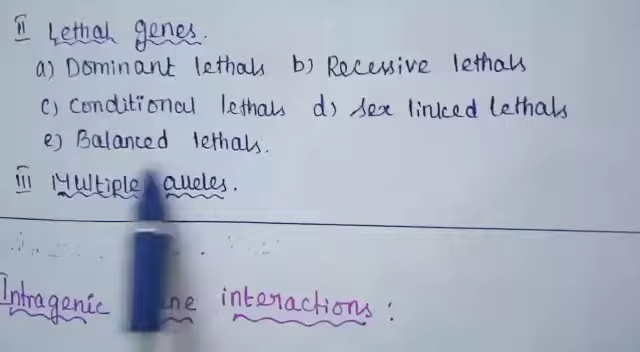 II Lethal genes.
a) Dominant lethals b) Recessive lethals
c) Conditional lethals d) sex linked lethals
e) Balanced lethals.
III Multiple alleles.
Intragenic interactions: